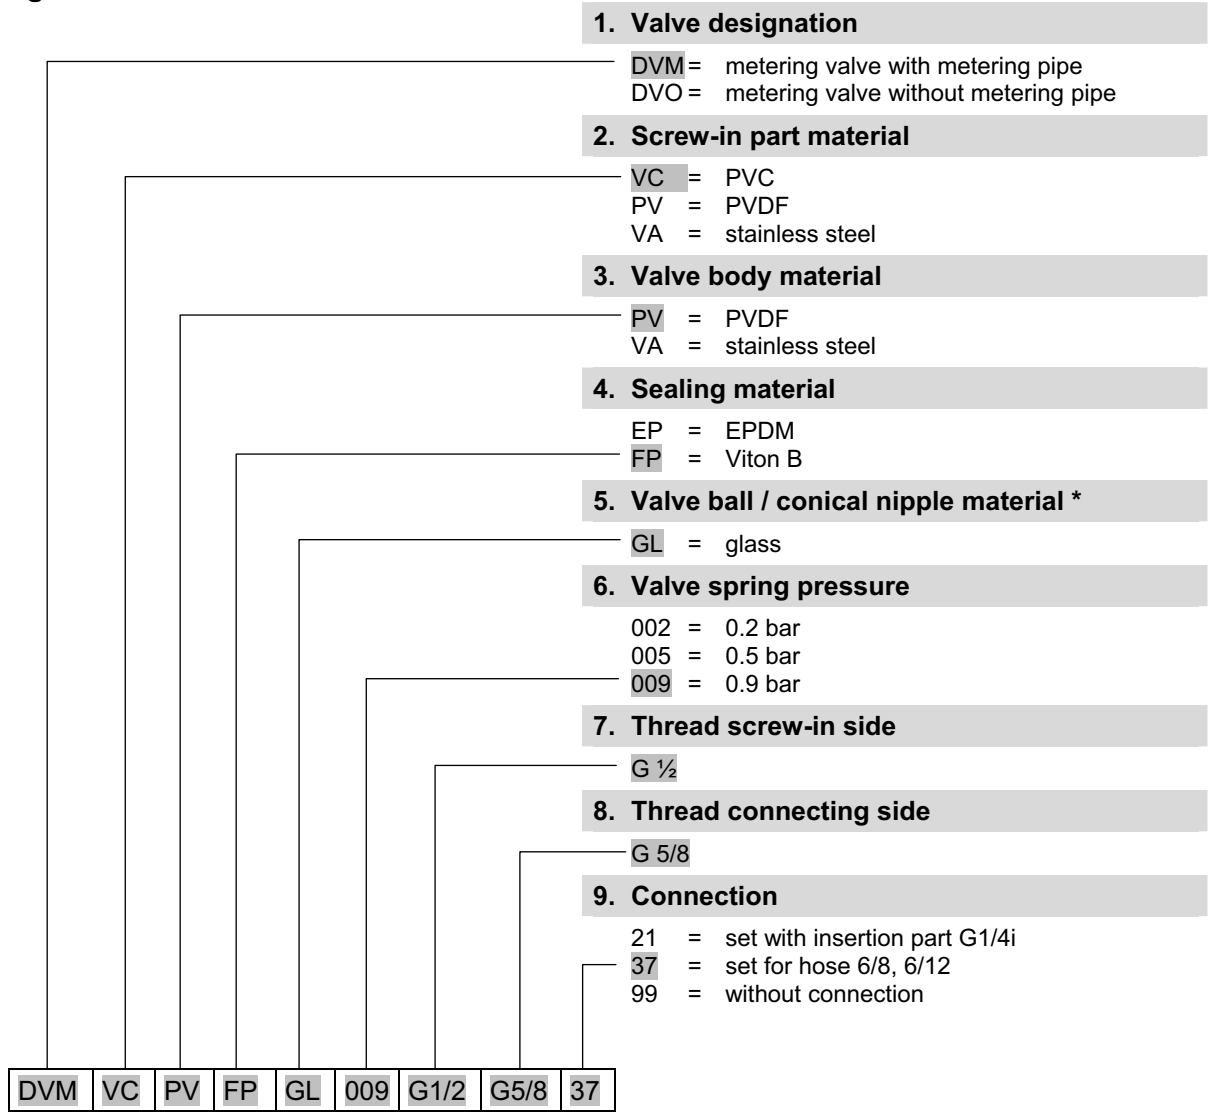 1. Valve designation
DVM = metering valve with metering pipe
DVO = metering valve without metering pipe
2. Screw-in part material
VC = PVC
PV = PVDF
VA = stainless steel
3. Valve body material
PV = PVDF
VA = stainless steel
4. Sealing material
EP = EPDM
FP = Viton B
5. Valve ball / conical nipple material *
GL = glass
6. Valve spring pressure
002 = 0.2 bar
005 = 0.5 bar
009 = 0.9 bar
7. Thread screw-in side
G ½
8. Thread connecting side
G 5/8
9. Connection
21 = set with insertion part G1/4i
37 = set for hose 6/8, 6/12
99 = without connection
DVM VC PV FP GL 009 G1/2 G5/8 37